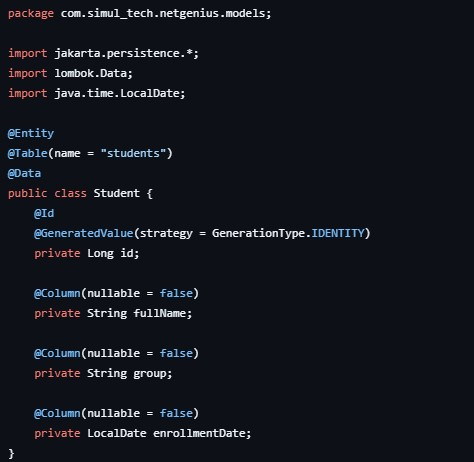 package com.simul_tech.netgenius.models;
import jakarta.persistence.*;
import lombok.Data;
import java.time.LocalDate;
@Entity
@Table(name = "students")
@Data
public class Student {
@Id
@GeneratedValue(strategy = GenerationType.IDENTITY)
private Long id;
@Column(nullable = false)
private String fullName;
@Column(nullable = false)
private String group;
@Column(nullable = false)
private LocalDate enrollmentDate;
}